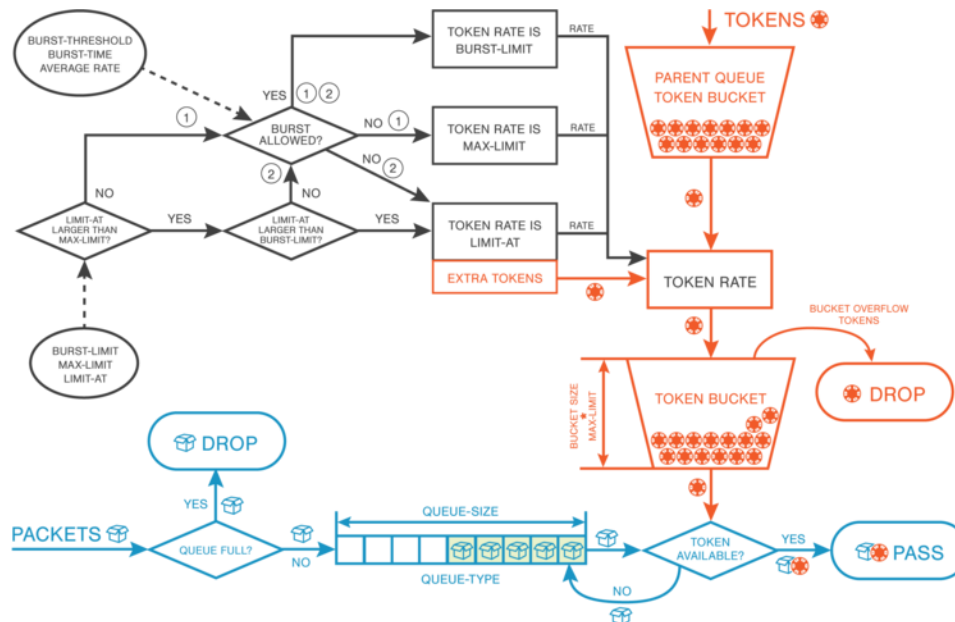 BURST-THRESHOLD
BURST-TIME
AVERAGE RATE
YES
1 2
TOKEN RATE IS
BURST-LIMIT
RATE
TOKENS
PARENT QUEUE
TOKEN BUCKET
1
BURST
ALLOWED?
NO 1
TOKEN RATE IS
MAX-LIMIT
RATE
NO
2
2
NO
NO
LIMIT-AT
LARGER THAN
MAX-LIMIT?
YES
LIMIT-AT
LARGER THAN
BURST-LIMIT?
YES
TOKEN RATE IS
LIMIT-AT
RATE
EXTRA TOKENS
TOKEN RATE
BURST-LIMIT
MAX-LIMIT
LIMIT-AT
BUCKET OVERFLOW
TOKENS
BUCKET SIZE
*
MAX-LIMIT
TOKEN BUCKET
DROP
DROP
YES
PACKETS
QUEUE FULL?
NO
QUEUE-SIZE
QUEUE-TYPE
TOKEN
AVAILABLE?
YES
PASS
NO